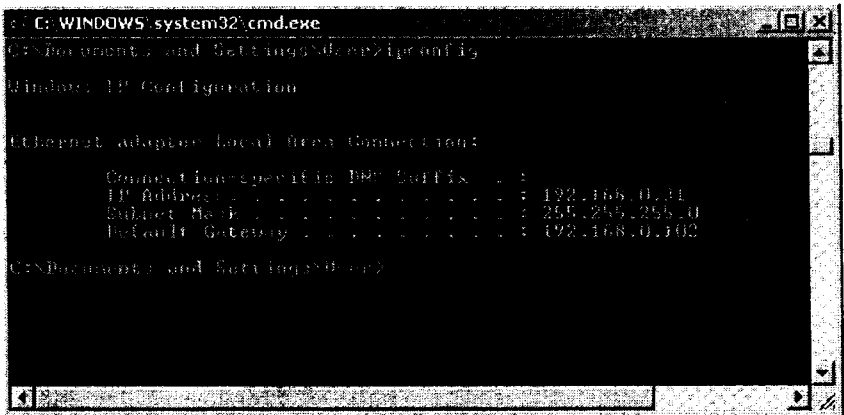 C:\WINDOWS\system32\cmd.exe
C:\Documents and Settings\User>ipconfig
Windows IP Configuration
Ethernet adapter Local Area Connection:
Connection-specific DNS Suffix . :
IP Address. . . . . . . . . . . . : 192.168.0.31
Subnet Mask . . . . . . . . . . . : 255.255.255.0
Default Gateway . . . . . . . . . : 192.168.0.102
C:\Documents and Settings\User>